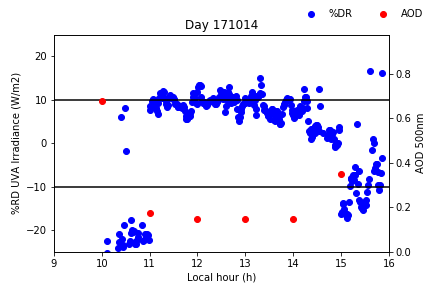 %DR AOD
Day 171014
%RD UVA Irradiance (W/m2)
20
10
0
−10
−20
0.8
0.6
0.4
0.2
0.0
AOD 500nm
9 10 11 12 13 14 15 16
Local hour (h)